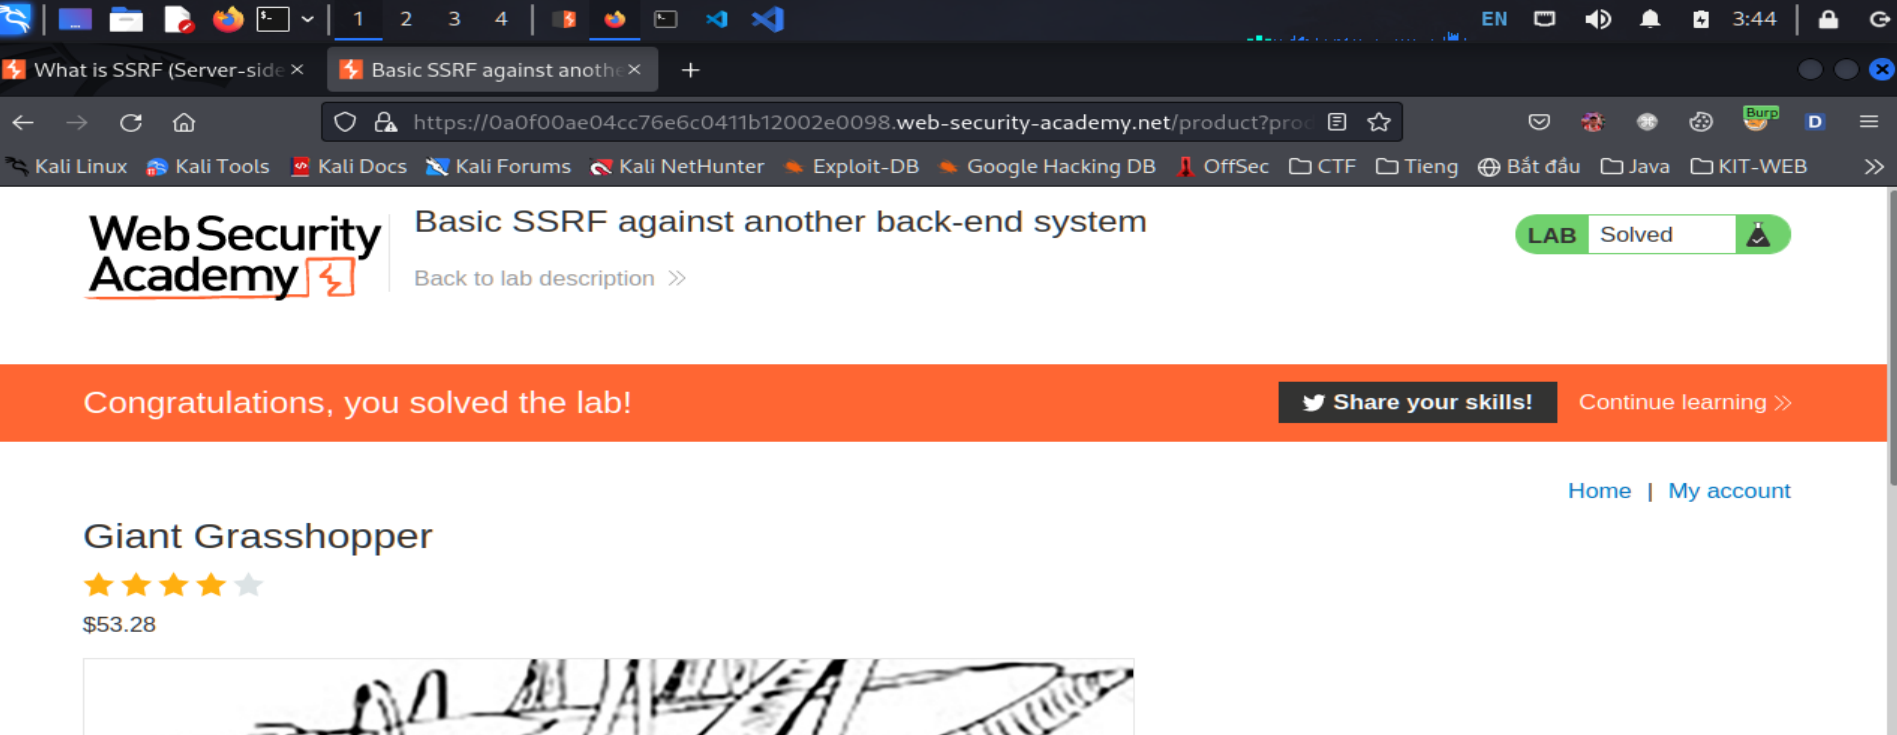 1 2 3 4 EN 3:44
What is SSRF (Server-side Basic SSRF against anothe
https://0a0f00ae04cc76e6c0411b12002e0098.web-security-academy.net/product?proc Burp D
Kali Linux Kali Tools Kali Docs Kali Forums Kali NetHunter Exploit-DB Google Hacking DB OffSec CTF Tieng Bắt đầu Java KIT-WEB
Web Security
Academy
Basic SSRF against another back-end system
Back to lab description
LAB Solved
Congratulations, you solved the lab! Share your skills! Continue learning
Home | My account
Giant Grasshopper
$53.28